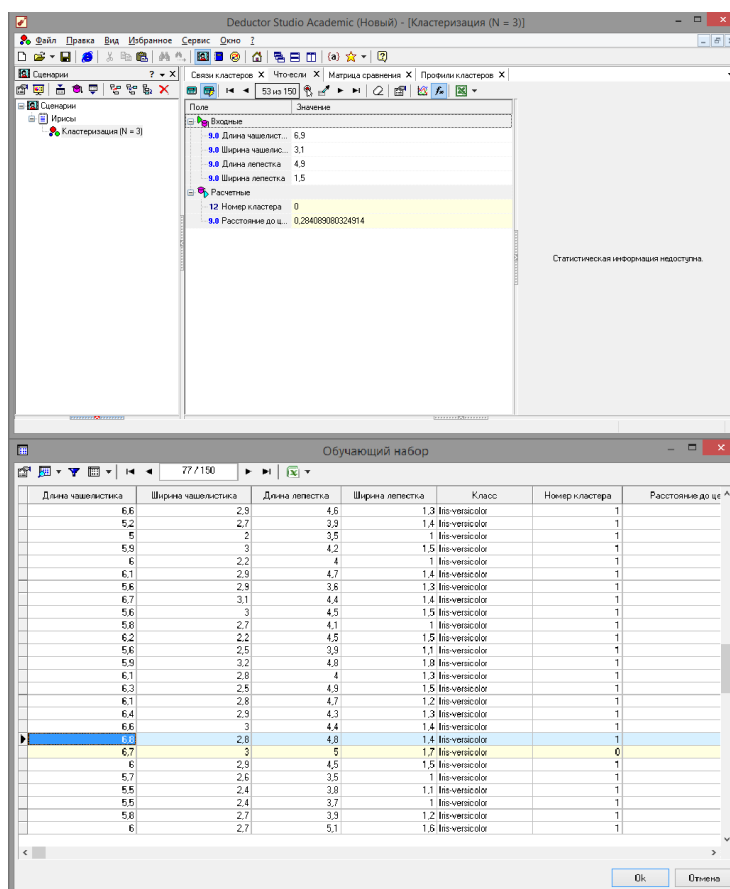 Deductor Studio Academic (Новый) - [Кластеризация (N = 3)]
Файл Правка Вид Избранное Сервис Окно ?
Сценарии
Связи кластеров X Что-если X Матрица сравнения X Профили кластеров X
53 из 150
Сценарии
Ирисы
Кластеризация (N = 3)
Поле Значение
Входные
9.0 Длина чашелист... 6,9
9.0 Ширина чашелис... 3,1
9.0 Длина лепестка 4,9
9.0 Ширина лепестка 1,5
Расчетные
12 Номер кластера 0
9.0 Расстояние до ц... 0,284089080324914
Статистическая информация недоступна.
Обучающий набор
77 / 150
Длина чашелистика Ширина чашелистика Длина лепестка Ширина лепестка Класс Номер кластера Расстояние до це
6,6 2,9 4,6 1,3 Iris-versicolor 1
5,2 2,7 3,9 1,4 Iris-versicolor 1
5 2 3,5 1 Iris-versicolor 1
5,9 3 4,2 1,5 Iris-versicolor 1
6 2,2 4 1 Iris-versicolor 1
6,1 2,9 4,7 1,4 Iris-versicolor 1
5,6 2,9 3,6 1,3 Iris-versicolor 1
6,7 3,1 4,4 1,4 Iris-versicolor 1
5,6 3 4,5 1,5 Iris-versicolor 1
5,8 2,7 4,1 1 Iris-versicolor 1
6,2 2,2 4,5 1,5 Iris-versicolor 1
5,6 2,5 3,9 1,1 Iris-versicolor 1
5,9 3,2 4,8 1,8 Iris-versicolor 1
6,1 2,8 4 1,3 Iris-versicolor 1
6,3 2,5 4,9 1,5 Iris-versicolor 1
6,1 2,8 4,7 1,2 Iris-versicolor 1
6,4 2,9 4,3 1,3 Iris-versicolor 1
6,6 3 4,4 1,4 Iris-versicolor 1
6,8 2,8 4,8 1,4 Iris-versicolor 1
6,7 3 5 1,7 Iris-versicolor 0
6 2,9 4,5 1,5 Iris-versicolor 1
5,7 2,6 3,5 1 Iris-versicolor 1
5,5 2,4 3,8 1,1 Iris-versicolor 1
5,5 2,4 3,7 1 Iris-versicolor 1
5,8 2,7 3,9 1,2 Iris-versicolor 1
6 2,7 5,1 1,6 Iris-versicolor 1
Ok Отмена